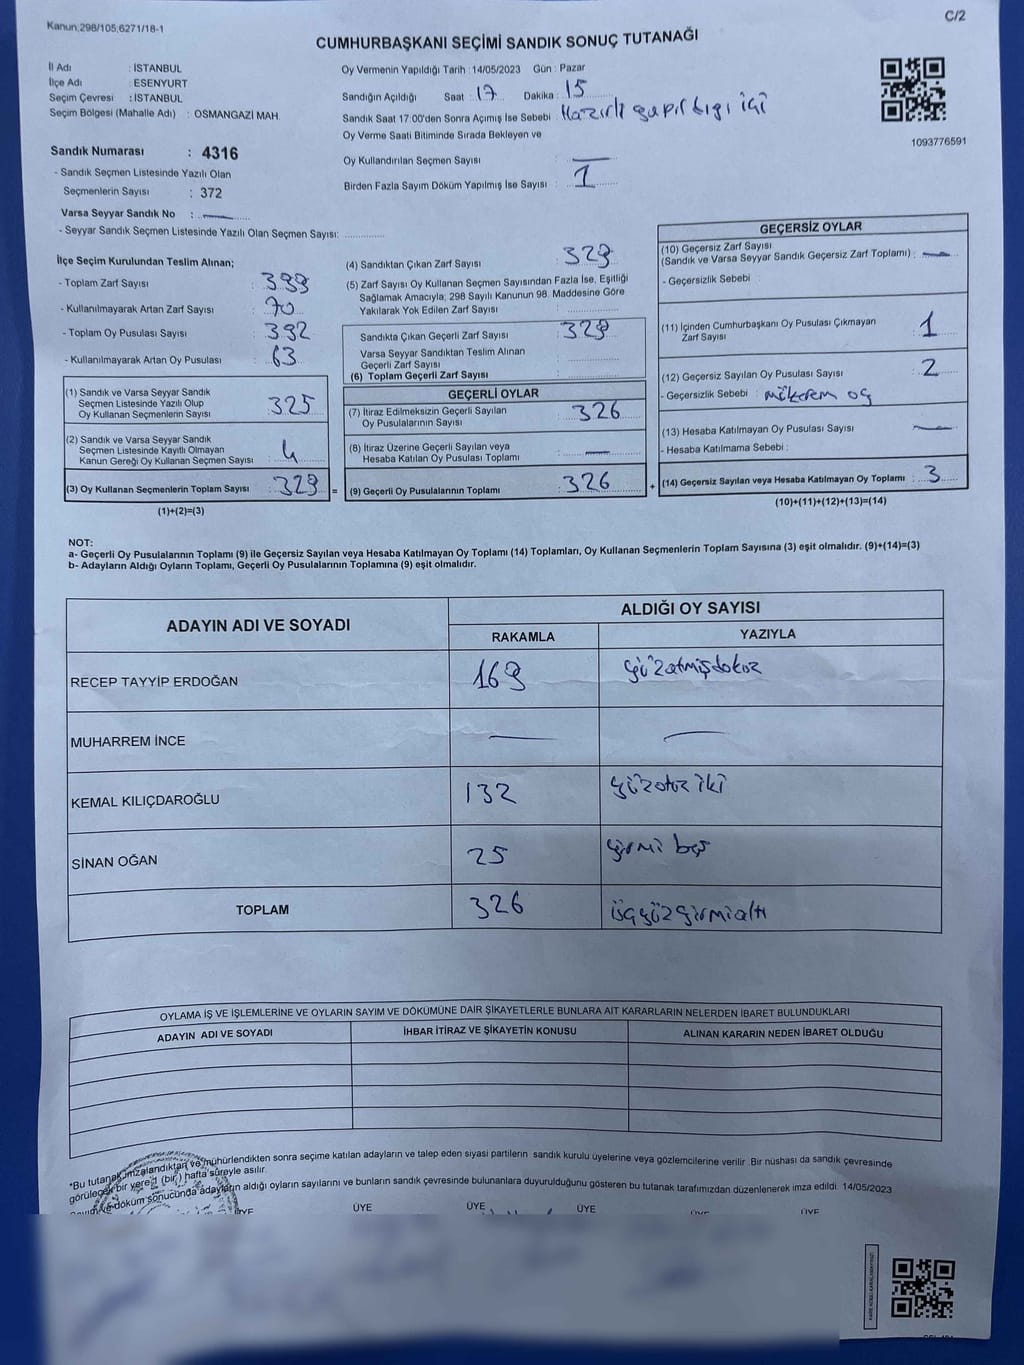 Kanun;298/105,6271/18-1
C/2
CUMHURBAŞKANI SEÇİMİ SANDIK SONUÇ TUTANAĞI
İl Adı : İSTANBUL
İlçe Adı : ESENYURT
Seçim Çevresi : İSTANBUL
Seçim Bölgesi (Mahalle Adı) : OSMANGAZİ MAH.
Sandık Numarası : 4316
- Sandık Seçmen Listesinde Yazılı Olan
Seçmenlerin Sayısı : 372
Varsa Seyyar Sandık No : —
- Seyyar Sandık Seçmen Listesinde Yazılı Olan Seçmen Sayısı: ............
Oy Vermenin Yapıldığı Tarih : 14/05/2023 Gün : Pazar
Sandığın Açıldığı Saat : 17 Dakika : 15
Sandık Saat 17:00'den Sonra Açımış İse Sebebi : Hazırlı yapıldıgı içi
Oy Verme Saati Bitiminde Sırada Bekleyen ve
Oy Kullandırılan Seçmen Sayısı : —
Birden Fazla Sayım Döküm Yapılmış İse Sayısı : 1
1093776591
İlçe Seçim Kurulundan Teslim Alınan;
- Toplam Zarf Sayısı : 399
- Kullanılmayarak Artan Zarf Sayısı : 70
- Toplam Oy Pusulası Sayısı : 392
- Kullanılmayarak Artan Oy Pusulası : 63
(1) Sandık ve Varsa Seyyar Sandık
Seçmen Listesinde Yazılı Olup
Oy Kullanan Seçmenlerin Sayısı : 325
(2) Sandık ve Varsa Seyyar Sandık
Seçmen Listesinde Kayıtlı Olmayan
Kanun Gereği Oy Kullanan Seçmen Sayısı : 4
(3) Oy Kullanan Seçmenlerin Toplam Sayısı : 329
(1)+(2)=(3)
=
(4) Sandıktan Çıkan Zarf Sayısı : 329
(5) Zarf Sayısı Oy Kullanan Seçmen Sayısından Fazla İse, Eşitliği
Sağlamak Amacıyla; 298 Sayılı Kanunun 98. Maddesine Göre
Yakılarak Yok Edilen Zarf Sayısı :
Sandıkta Çıkan Geçerli Zarf Sayısı : 329
Varsa Seyyar Sandıktan Teslim Alınan
Geçerli Zarf Sayısı :
(6) Toplam Geçerli Zarf Sayısı :
GEÇERLİ OYLAR
(7) İtiraz Edilmeksizin Geçerli Sayılan
Oy Pusulalarının Sayısı : 326
(8) İtiraz Üzerine Geçerli Sayılan veya
Hesaba Katılan Oy Pusulası Toplamı : —
(9) Geçerli Oy Pusulalarının Toplamı : 326
+
GEÇERSİZ OYLAR
(10) Geçersiz Zarf Sayısı
(Sandık ve Varsa Seyyar Sandık Geçersiz Zarf Toplamı) : —
- Geçersizlik Sebebi :
(11) İçinden Cumhurbaşkanı Oy Pusulası Çıkmayan
Zarf Sayısı : 1
(12) Geçersiz Sayılan Oy Pusulası Sayısı : 2
- Geçersizlik Sebebi : mükerem oy
(13) Hesaba Katılmayan Oy Pusulası Sayısı : —
- Hesaba Katılmama Sebebi :
(14) Geçersiz Sayılan veya Hesaba Katılmayan Oy Toplamı : 3
(10)+(11)+(12)+(13)=(14)
NOT:
a- Geçerli Oy Pusulalarının Toplamı (9) ile Geçersiz Sayılan veya Hesaba Katılmayan Oy Toplamı (14) Toplamları, Oy Kullanan Seçmenlerin Toplam Sayısına (3) eşit olmalıdır. (9)+(14)=(3)
b- Adayların Aldığı Oyların Toplamı, Geçerli Oy Pusulalarının Toplamına (9) eşit olmalıdır.
ADAYIN ADI VE SOYADI
ALDIĞI OY SAYISI
RAKAMLA YAZIYLA
RECEP TAYYİP ERDOĞAN 169 yüzatmışdokoz
MUHARREM İNCE — —
KEMAL KILIÇDAROĞLU 132 yüzotuz iki
SİNAN OĞAN 25 yirmi beş
TOPLAM 326 üçyüzyirmialtı
OYLAMA İŞ VE İŞLEMLERİNE VE OYLARIN SAYIM VE DÖKÜMÜNE DAİR ŞİKAYETLERLE BUNLARA AİT KARARLARIN NELERDEN İBARET BULUNDUKLARI
ADAYIN ADI VE SOYADI İHBAR İTİRAZ VE ŞİKAYETİN KONUSU ALINAN KARARIN NEDEN İBARET OLDUĞU
*Bu tutanak imzalandıktan ve mühürlendikten sonra seçime katılan adayların ve talep eden siyasi partilerin sandık kurulu üyelerine veya gözlemcilerine verilir. Bir nüshası da sandık çevresinde
görülecek bir yere 1 (bir) hafta süreyle asılır.
ve döküm sonucunda adayların aldığı oyların sayılarını ve bunların sandık çevresinde bulunanlara duyurulduğunu gösteren bu tutanak tarafımızdan düzenlenerek imza edildi. 14/05/2023
ÜYE ÜYE ÜYE ÜYE ÜYE ÜYE